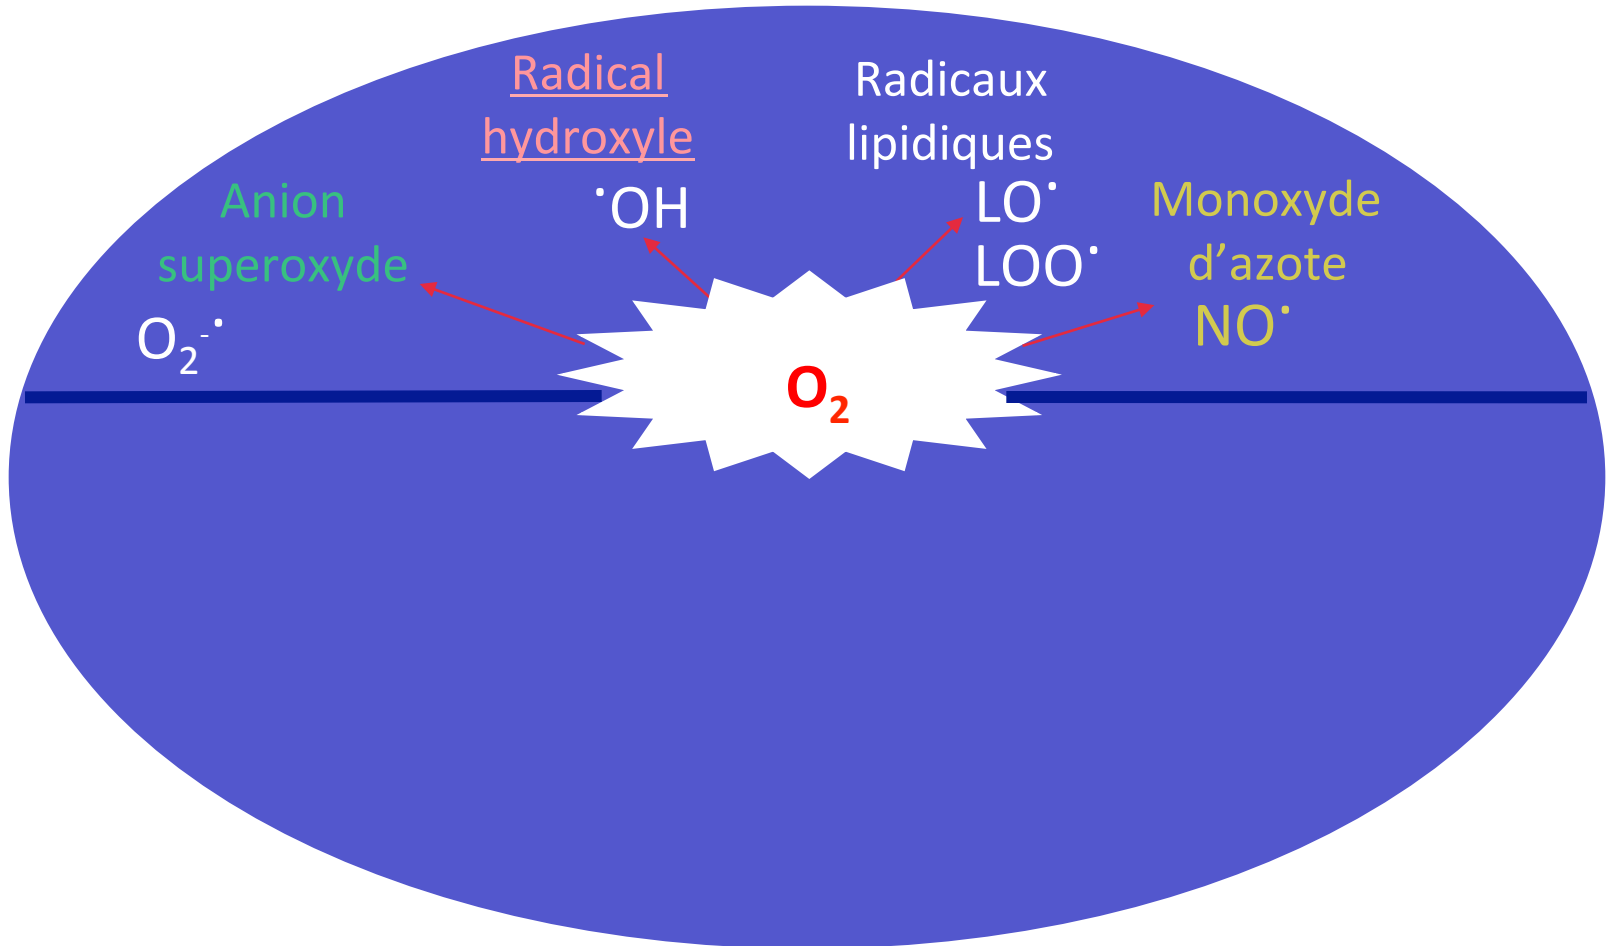 Radical
hydroxyle
˙OH
Radicaux
lipidiques
LO˙
LOO˙
Anion
superoxyde
O₂⁻˙
Monoxyde
d’azote
NO˙
O₂